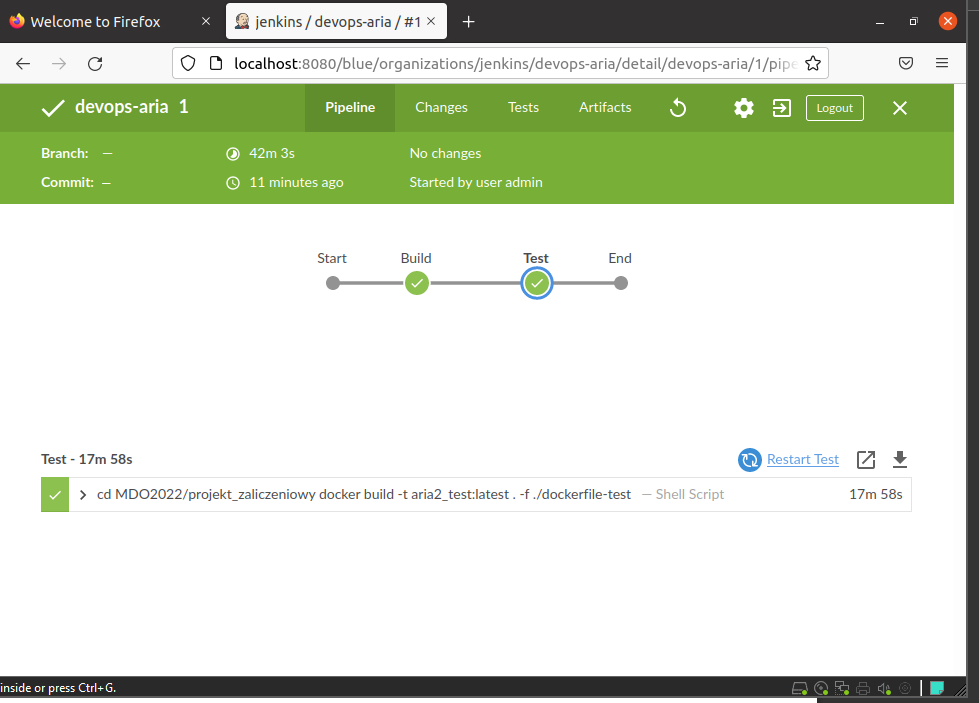 Welcome to Firefox
jenkins / devops-aria / #1
localhost:8080/blue/organizations/jenkins/devops-aria/detail/devops-aria/1/pipe
devops-aria 1
Pipeline
Changes
Tests
Artifacts
Logout
Branch: —
42m 3s
No changes
Commit: —
11 minutes ago
Started by user admin
Start
Build
Test
End
Test - 17m 58s
Restart Test
cd MDO2022/projekt_zaliczeniowy docker build -t aria2_test:latest . -f ./dockerfile-test — Shell Script
17m 58s
inside or press Ctrl+G.